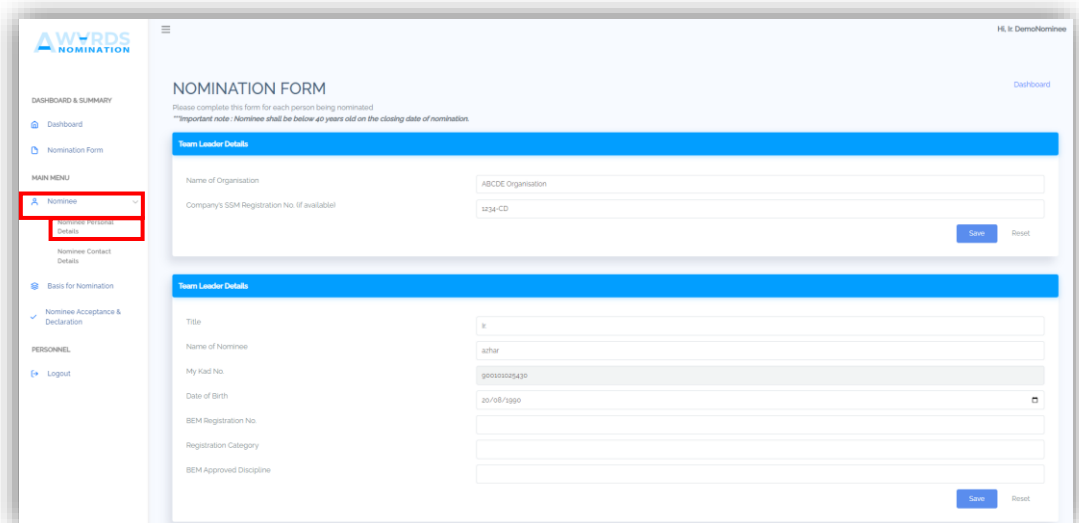 AWARDS
NOMINATION
Hi, Ir. DemoNominee
DASHBOARD & SUMMARY
Dashboard
Nomination Form
MAIN MENU
Nominee
Nominee Personal
Details
Nominee Contact
Details
Basis for Nomination
Nominee Acceptance &
Declaration
PERSONNEL
Logout
NOMINATION FORM
Dashboard
Please complete this form for each person being nominated
***Important note : Nominee shall be below 40 years old on the closing date of nomination.
Team Leader Details
Name of Organisation
ABCDE Organisation
Company's SSM Registration No. (if available)
1234-CD
Save Reset
Team Leader Details
Title
Ir
Name of Nominee
azhar
My Kad No.
900101025430
Date of Birth
20/08/1990
BEM Registration No.
Registration Category
BEM Approved Discipline
Save Reset